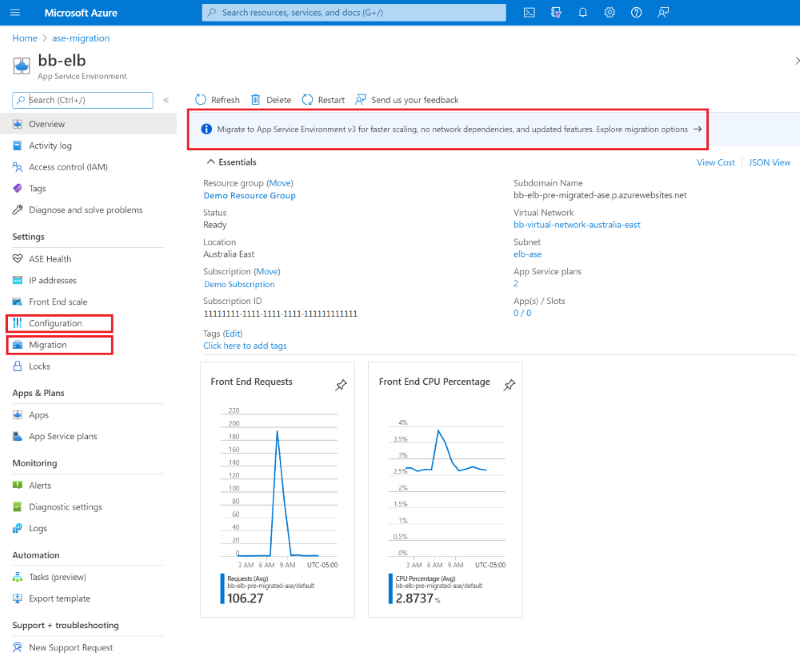 Microsoft Azure
Search resources, services, and docs (G+/)
Home > ase-migration
bb-elb
App Service Environment
Search (Ctrl+/)
«
Overview
Activity log
Access control (IAM)
Tags
Diagnose and solve problems
Settings
ASE Health
IP addresses
Front End scale
Configuration
Migration
Locks
Apps & Plans
Apps
App Service plans
Monitoring
Alerts
Diagnostic settings
Logs
Automation
Tasks (preview)
Export template
Support + troubleshooting
New Support Request
Refresh Delete Restart Send us your feedback
Migrate to App Service Environment v3 for faster scaling, no network dependencies, and updated features. Explore migration options →
Essentials
View Cost | JSON View
Resource group (Move)
Demo Resource Group
Status
Ready
Location
Australia East
Subscription (Move)
Demo Subscription
Subscription ID
11111111-1111-1111-1111-111111111111
Tags (Edit)
Click here to add tags
Subdomain Name
bb-elb-pre-migrated-ase.p.azurewebsites.net
Virtual Network
bb-virtual-network-australia-east
Subnet
elb-ase
App Service plans
2
App(s) / Slots
0 / 0
Front End Requests
220
200
180
160
140
120
100
80
60
40
20
0
3 AM 6 AM 9 AM UTC-05:00
Requests (Avg)
bb-elb-pre-migrated-ase/default
106.27
Front End CPU Percentage
4%
3.5%
3%
2.5%
2%
1.5%
1%
0.5%
0%
3 AM 6 AM 9 AM UTC-05:00
CPU Percentage (Avg)
bb-elb-pre-migrated-ase/default
2.8737 %